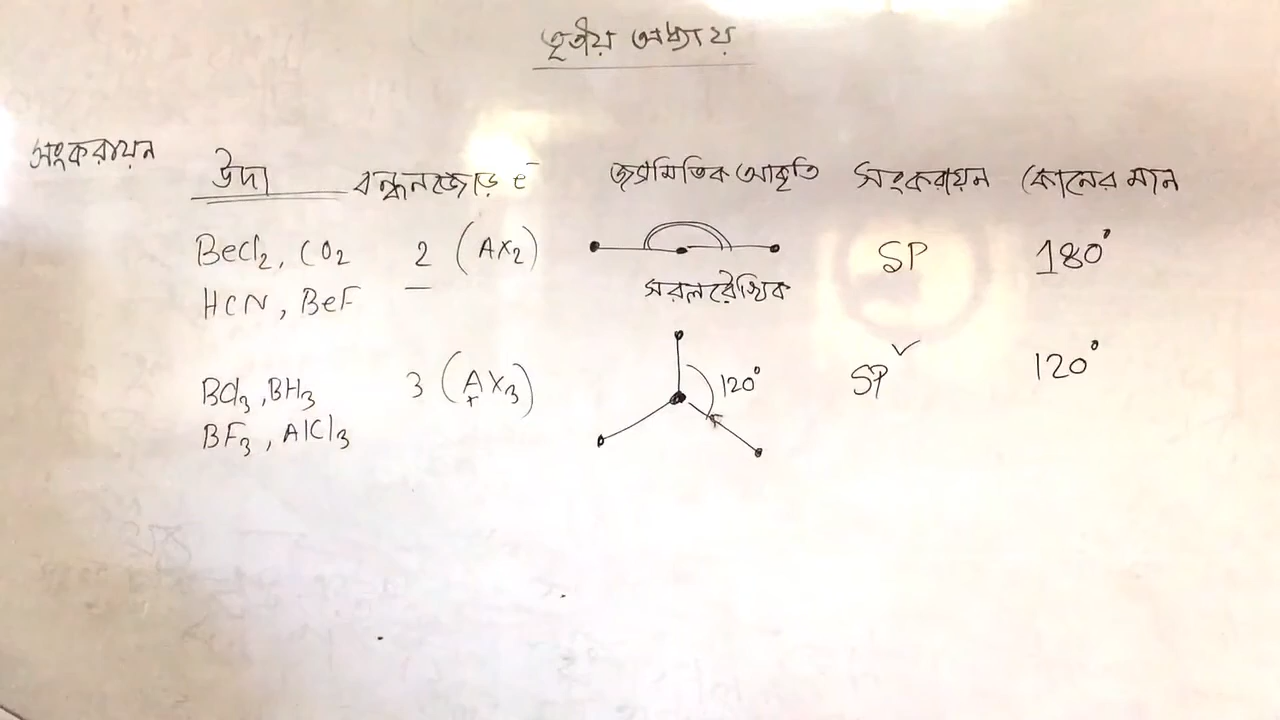 তৃতীয় অধ্যায়
সংকরায়ন
উদা বন্ধনজোড় e⁻ জ্যামিতিক আকৃতি সংকরায়ন কোনের মান
BeCl₂, CO₂ 2 (AX₂) SP 180°
HCN, BeF সরলরৈখিক
BCl₃, BH₃ 3 (AX₃) 120° SP 120°
BF₃, AlCl₃